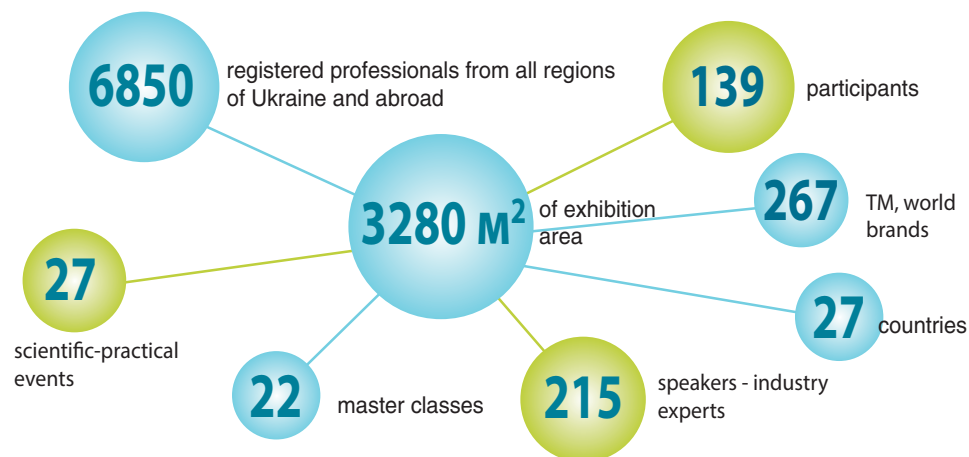 6850
registered professionals from all regions
of Ukraine and abroad
139
participants
3280 м²
of exhibition
area
267
TM, world
brands
27
scientific-practical
events
27
countries
22
master classes
215
speakers - industry
experts